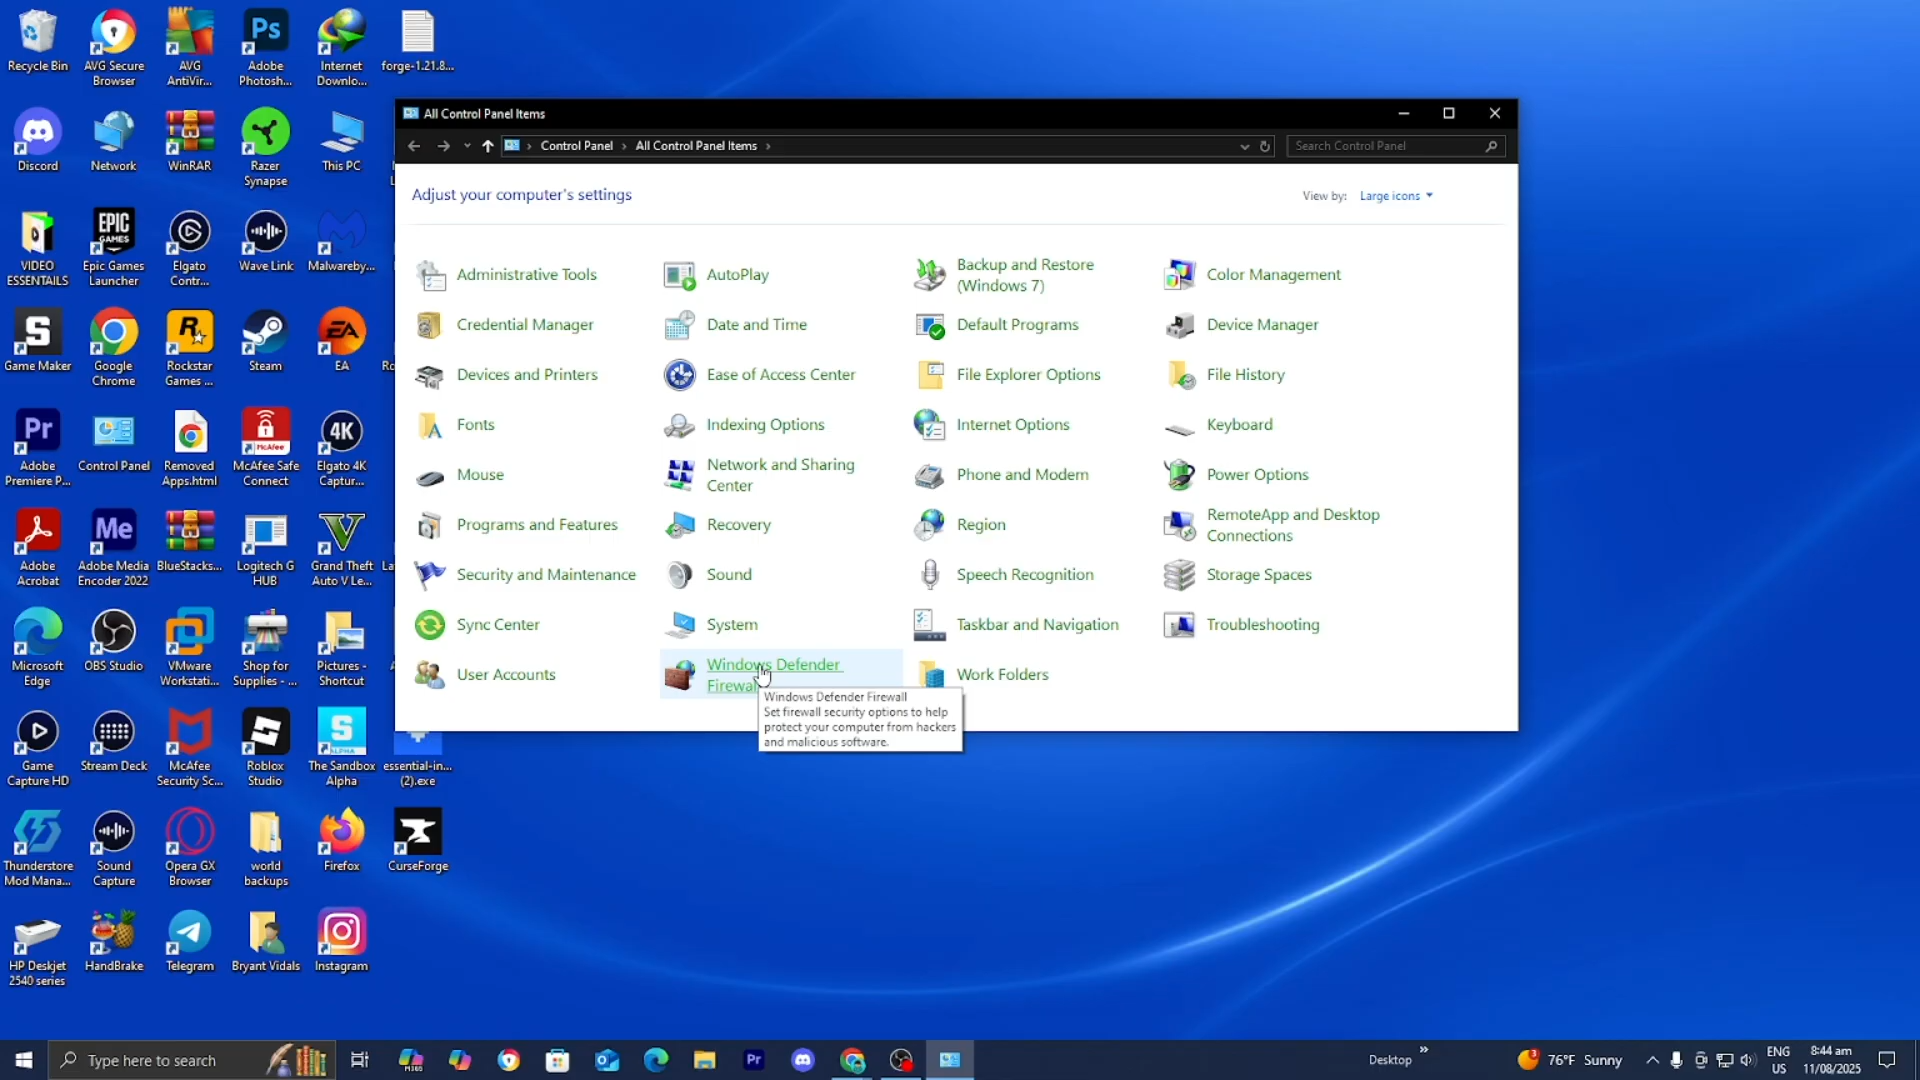 Recycle Bin
AVG Secure
Browser
AVG
AntiVir...
Ps
Adobe
Photosh...
Internet
Downlo...
forge-1.21.8...
Discord
Network
WinRAR
Razer
Synapse
This PC
VIDEO
ESSENTAILS
EPIC
GAMES
Epic Games
Launcher
Elgato
Contr...
Wave Link
Malwareby...
Game Maker
Google
Chrome
Rockstar
Games ...
Steam
EA
EA
Pr
Adobe
Premiere P...
Control Panel
Removed
Apps.html
McAfee
McAfee Safe
Connect
4K
Elgato 4K
Captur...
Adobe
Acrobat
Me
Adobe Media
Encoder 2022
BlueStacks...
Logitech G
HUB
Grand Theft
Auto V Le...
Microsoft
Edge
OBS Studio
VMware
Workstati...
Shop for
Supplies - ...
Pictures -
Shortcut
Game
Capture HD
Stream Deck
McAfee
Security Sc...
Roblox
Studio
ALPHA
The Sandbox
Alpha
essential-in...
(2).exe
Thunderstore
Mod Mana...
Sound
Capture
Opera GX
Browser
world
backups
Firefox
CurseForge
HP Deskjet
2540 series
HandBrake
Telegram
Bryant Vidals
Instagram
All Control Panel Items
Control Panel
All Control Panel Items
Search Control Panel
Adjust your computer's settings
View by:
Large icons
Administrative Tools
AutoPlay
Backup and Restore
(Windows 7)
Color Management
Credential Manager
Date and Time
Default Programs
Device Manager
Devices and Printers
Ease of Access Center
File Explorer Options
File History
Fonts
Indexing Options
Internet Options
Keyboard
Mouse
Network and Sharing
Center
Phone and Modem
Power Options
Programs and Features
Recovery
Region
RemoteApp and Desktop
Connections
Security and Maintenance
Sound
Speech Recognition
Storage Spaces
Sync Center
System
Taskbar and Navigation
Troubleshooting
User Accounts
Windows Defender
Firewall
Work Folders
Windows Defender Firewall
Set firewall security options to help
protect your computer from hackers
and malicious software.
Type here to search
Pr
Desktop
76°F Sunny
ENG
US
8:44 am
11/08/2025